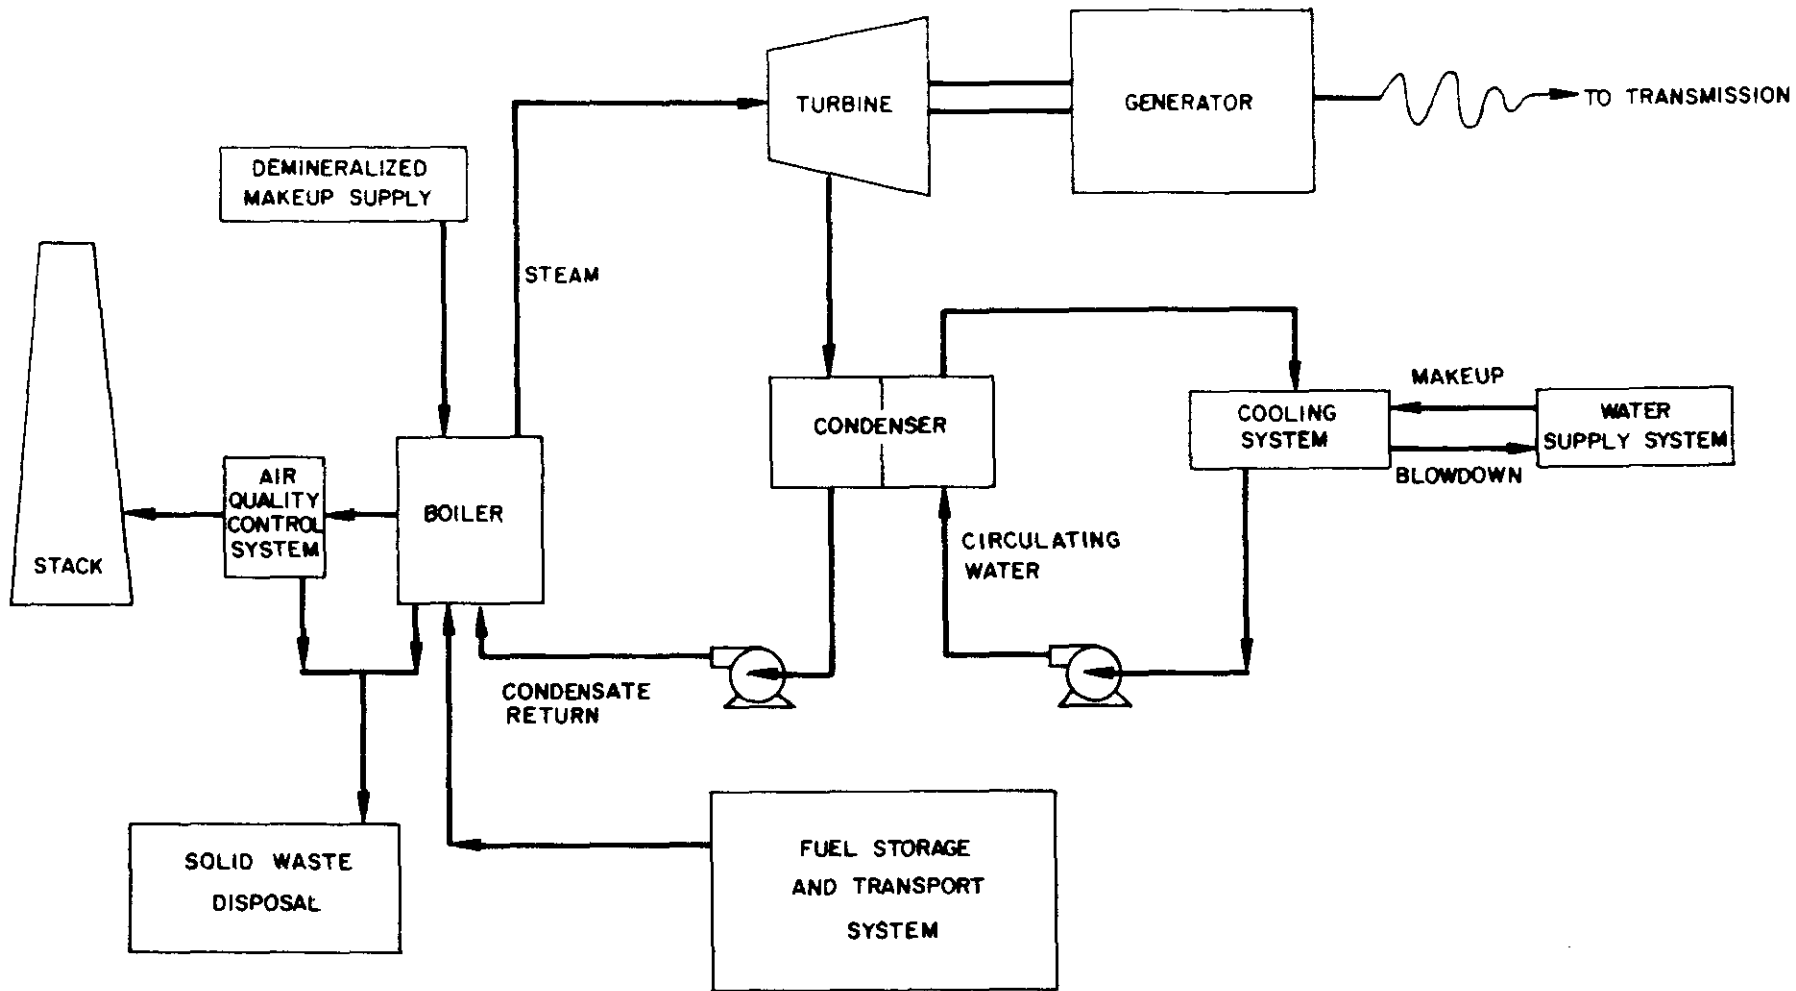 TURBINE
GENERATOR
TO TRANSMISSION
DEMINERALIZED
MAKEUP SUPPLY
STEAM
CONDENSER
COOLING
SYSTEM
MAKEUP
BLOWDOWN
WATER
SUPPLY SYSTEM
STACK
AIR
QUALITY
CONTROL
SYSTEM
BOILER
CIRCULATING
WATER
CONDENSATE
RETURN
SOLID WASTE
DISPOSAL
FUEL STORAGE
AND TRANSPORT
SYSTEM